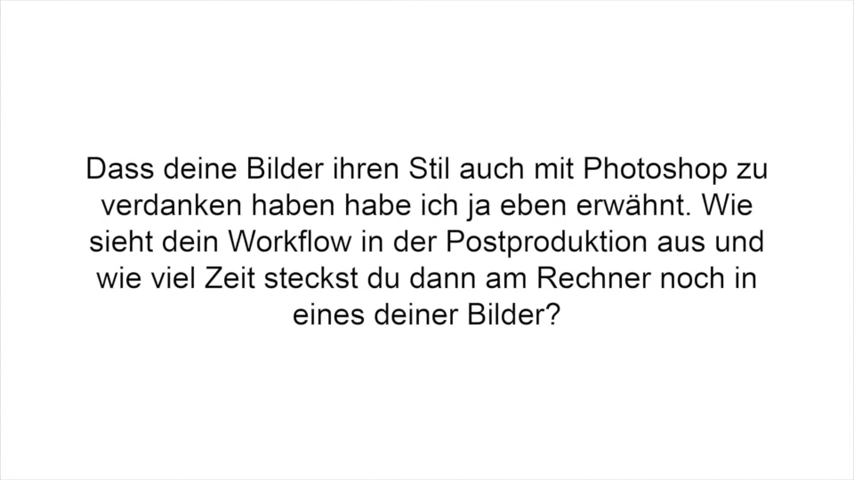 Dass deine Bilder ihren Stil auch mit Photoshop zu
verdanken haben habe ich ja eben erwähnt. Wie
sieht dein Workflow in der Postproduktion aus und
wie viel Zeit steckst du dann am Rechner noch in
eines deiner Bilder?